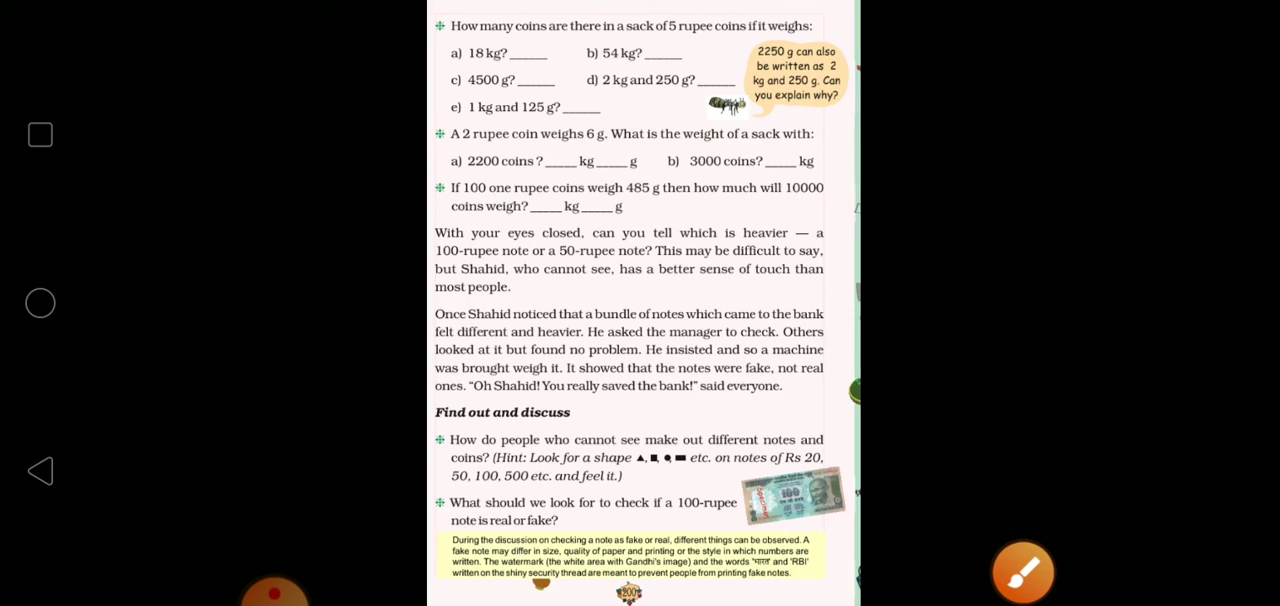 ❉ How many coins are there in a sack of 5 rupee coins if it weighs:
a) 18 kg? ______ b) 54 kg? ______
c) 4500 g? ______ d) 2 kg and 250 g? ______
e) 1 kg and 125 g? ______
2250 g can also
be written as 2
kg and 250 g. Can
you explain why?
❉ A 2 rupee coin weighs 6 g. What is the weight of a sack with:
a) 2200 coins ? _____ kg _____ g b) 3000 coins? _____ kg
❉ If 100 one rupee coins weigh 485 g then how much will 10000
coins weigh? _____ kg _____ g
With your eyes closed, can you tell which is heavier — a
100-rupee note or a 50-rupee note? This may be difficult to say,
but Shahid, who cannot see, has a better sense of touch than
most people.
Once Shahid noticed that a bundle of notes which came to the bank
felt different and heavier. He asked the manager to check. Others
looked at it but found no problem. He insisted and so a machine
was brought weigh it. It showed that the notes were fake, not real
ones. “Oh Shahid! You really saved the bank!” said everyone.
Find out and discuss
❉ How do people who cannot see make out different notes and
coins? (Hint: Look for a shape ▲, ■, ●, ▬ etc. on notes of Rs 20,
50, 100, 500 etc. and feel it.)
❉ What should we look for to check if a 100-rupee
note is real or fake?
Specimen
100
During the discussion on checking a note as fake or real, different things can be observed. A
fake note may differ in size, quality of paper and printing or the style in which numbers are
written. The watermark (the white area with Gandhi's image) and the words 'भारत' and 'RBI'
written on the shiny security thread are meant to prevent people from printing fake notes.
200